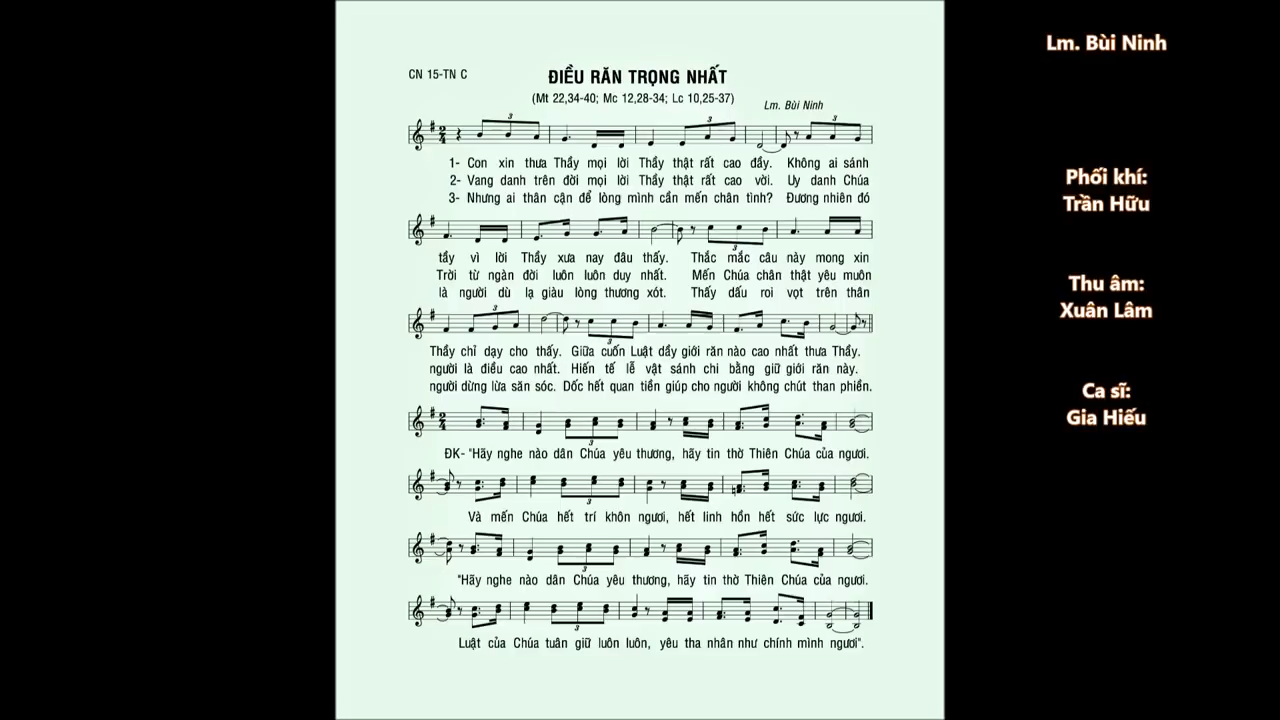 CN 15-TN C
ĐIỀU RĂN TRỌNG NHẤT
(Mt 22,34-40; Mc 12,28-34; Lc 10,25-37)
Lm. Bùi Ninh
1- Con xin thưa Thầy mọi lời Thầy thật rất cao đầy. Không ai sánh
2- Vang danh trên đời mọi lời Thầy thật rất cao vời. Uy danh Chúa
3- Nhưng ai thân cận để lòng mình cần mến chân tình? Đương nhiên đó
tầy vì lời Thầy xưa nay đâu thấy. Thắc mắc câu này mong xin
Trời từ ngàn đời luôn luôn duy nhất. Mến Chúa chân thật yêu muôn
là người dù lạ giàu lòng thương xót. Thấy dấu roi vọt trên thân
Thầy chỉ dạy cho thấy. Giữa cuốn Luật dầy giới răn nào cao nhất thưa Thầy.
người là điều cao nhất. Hiến tế lễ vật sánh chi bằng giữ giới răn này.
người dừng lừa săn sóc. Dốc hết quan tiền giúp cho người không chút than phiền.
ĐK- "Hãy nghe nào dân Chúa yêu thương, hãy tin thờ Thiên Chúa của ngươi.
Và mến Chúa hết trí khôn ngươi, hết linh hồn hết sức lực ngươi.
"Hãy nghe nào dân Chúa yêu thương, hãy tin thờ Thiên Chúa của ngươi.
Luật của Chúa tuân giữ luôn luôn, yêu tha nhân như chính mình ngươi".
Lm. Bùi Ninh
Phối khí:
Trần Hữu
Thu âm:
Xuân Lâm
Ca sĩ:
Gia Hiếu